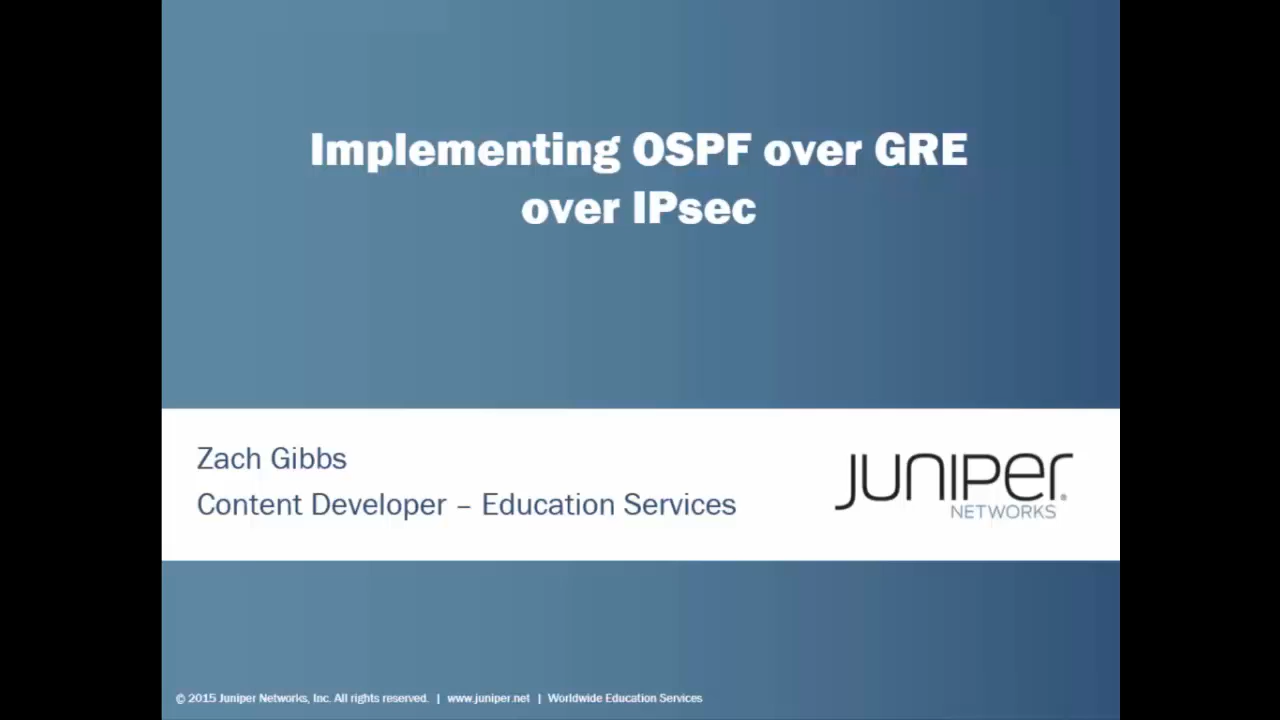 Implementing OSPF over GRE
over IPsec
Zach Gibbs
Content Developer – Education Services
JUNIPER
NETWORKS
© 2015 Juniper Networks, Inc. All rights reserved. | www.juniper.net | Worldwide Education Services